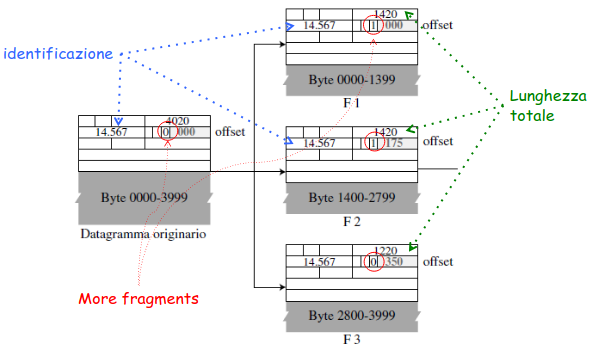 1420
14.567 1 000 offset
identificazione
Byte 0000-1399
F 1
Lunghezza
totale
4020
14.567 0 000 offset
1420
14.567 1 175 offset
Byte 0000-3999
Byte 1400-2799
F 2
Datagramma originario
1220
14.567 0 350 offset
More fragments
Byte 2800-3999
F 3